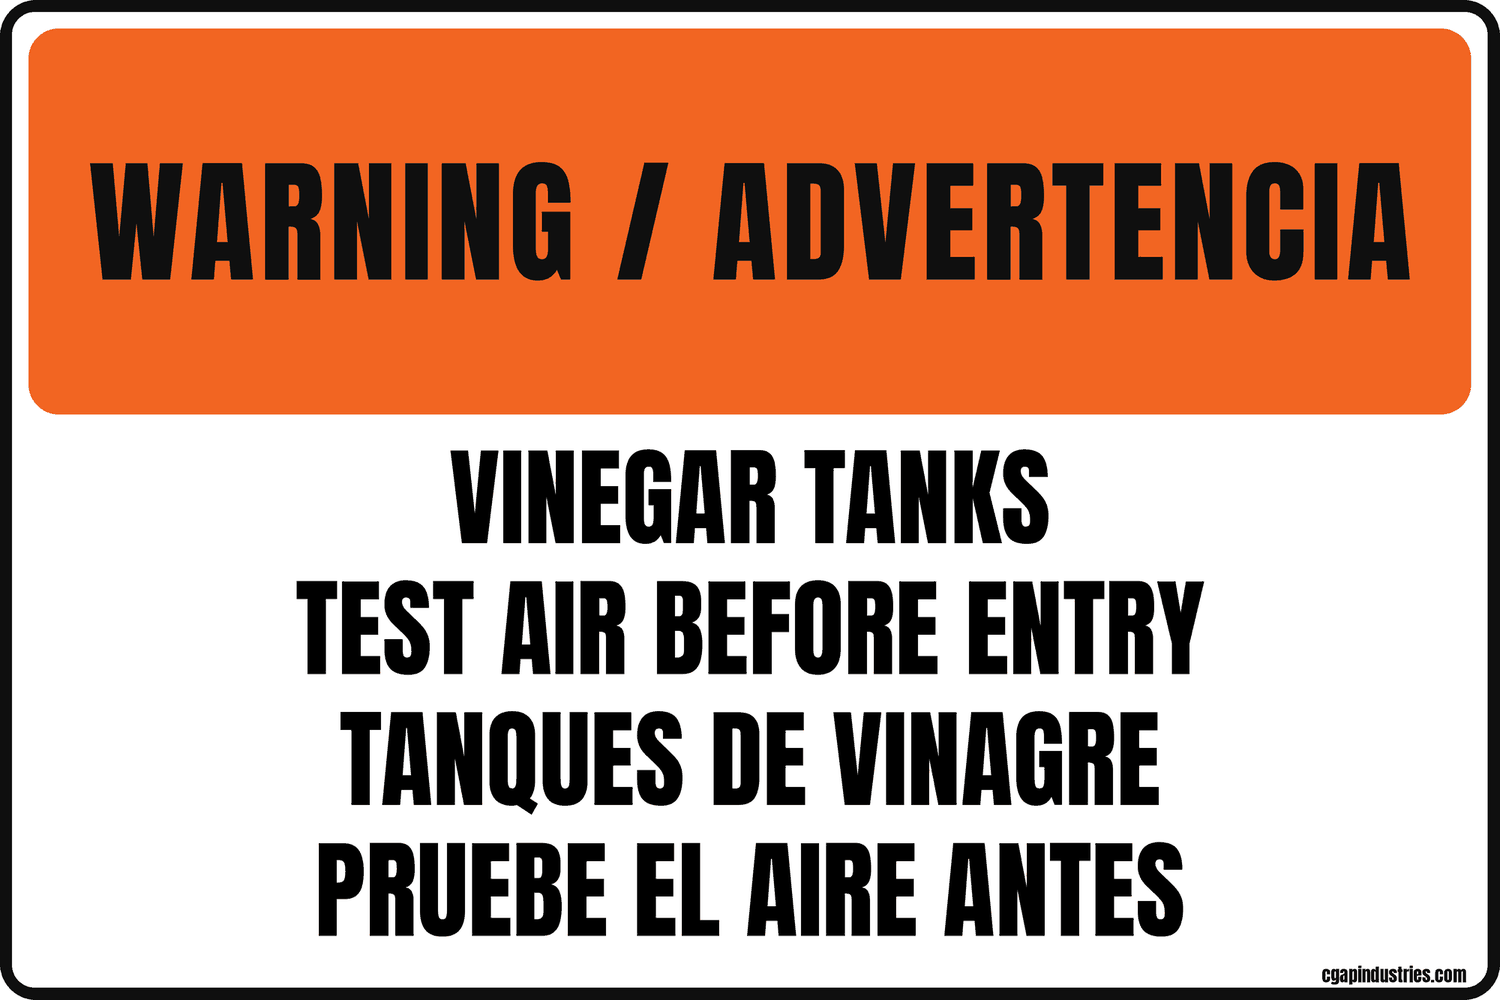 WARNING / ADVERTENCIA
VINEGAR TANKS
TEST AIR BEFORE ENTRY
TANQUES DE VINAGRE
PRUEBE EL AIRE ANTES
cgapindustries.com